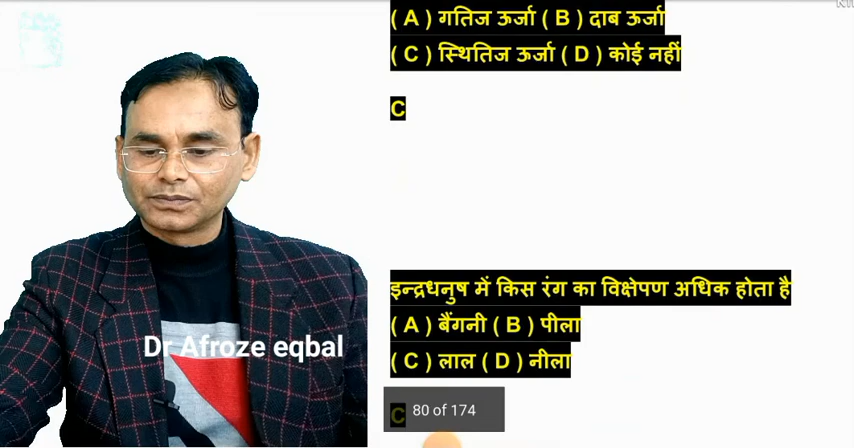 ( A ) गतिज ऊर्जा ( B ) दाब ऊर्जा
( C ) स्थितिज ऊर्जा ( D ) कोई नहीं
C
इन्द्रधनुष में किस रंग का विक्षेपण अधिक होता है
( A ) बैंगनी ( B ) पीला
( C ) लाल ( D ) नीला
Dr Afroze eqbal
C
80 of 174